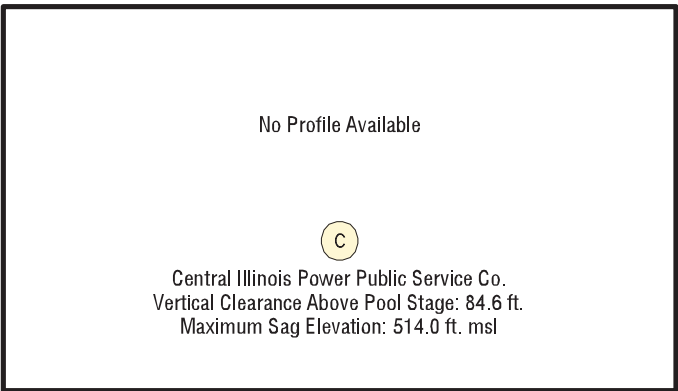 No Profile Available
C
Central Illinois Power Public Service Co.
Vertical Clearance Above Pool Stage: 84.6 ft.
Maximum Sag Elevation: 514.0 ft. msl